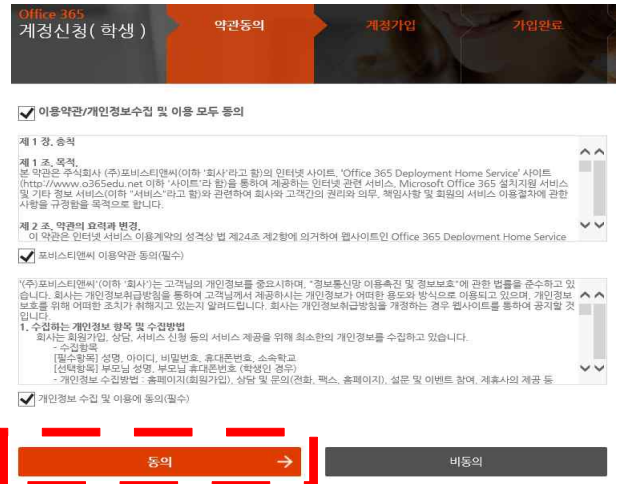 Office 365
계정신청( 학생 )
약관동의
계정가입
가입완료
이용약관/개인정보수집 및 이용 모두 동의
제 1 장. 총칙
제 1 조. 목적.
본 약관은 주식회사 (주)포비스티앤씨(이하 '회사'라고 함)의 인터넷 사이트, 'Office 365 Deployment Home Service' 사이트
(http://www.o365edu.net 이하 '사이트'라 함)을 통하여 제공하는 인터넷 관련 서비스, Microsoft Office 365 설치지원 서비스
및 기타 정보 서비스(이하 "서비스"라고 함)와 관련하여 회사와 고객간의 권리와 의무, 책임사항 및 회원의 서비스 이용절차에 관한
사항을 규정함을 목적으로 합니다.
제 2 조. 약관의 효력과 변경.
이 약관은 인터넷 서비스 이용계약의 성격상 법 제24조 제2항에 의거하여 웹사이트인 Office 365 Deployment Home Service
포비스티앤씨 이용약관 동의(필수)
'(주)포비스티앤씨'(이하 '회사')는 고객님의 개인정보를 중요시하며, "정보통신망 이용촉진 및 정보보호"에 관한 법률을 준수하고 있
습니다. 회사는 개인정보취급방침을 통하여 고객님께서 제공하시는 개인정보가 어떠한 용도와 방식으로 이용되고 있으며, 개인정보
보호를 위해 어떠한 조치가 취해지고 있는지 알려드립니다. 회사는 개인정보취급방침을 개정하는 경우 웹사이트를 통하여 공지할 것
입니다.
1. 수집하는 개인정보 항목 및 수집방법
회사는 회원가입, 상담, 서비스 신청 등의 서비스 제공을 위해 최소한의 개인정보를 수집하고 있습니다.
- 수집항목
[필수항목] 성명, 아이디, 비밀번호, 휴대폰번호, 소속학교
[선택항목] 부모님 성명, 부모님 휴대폰번호 (학생인 경우)
- 개인정보 수집방법 : 홈페이지(회원가입), 상담 및 문의(전화, 팩스, 홈페이지), 설문 및 이벤트 참여, 제휴사의 제공 등
개인정보 수집 및 이용에 동의(필수)
동의
비동의